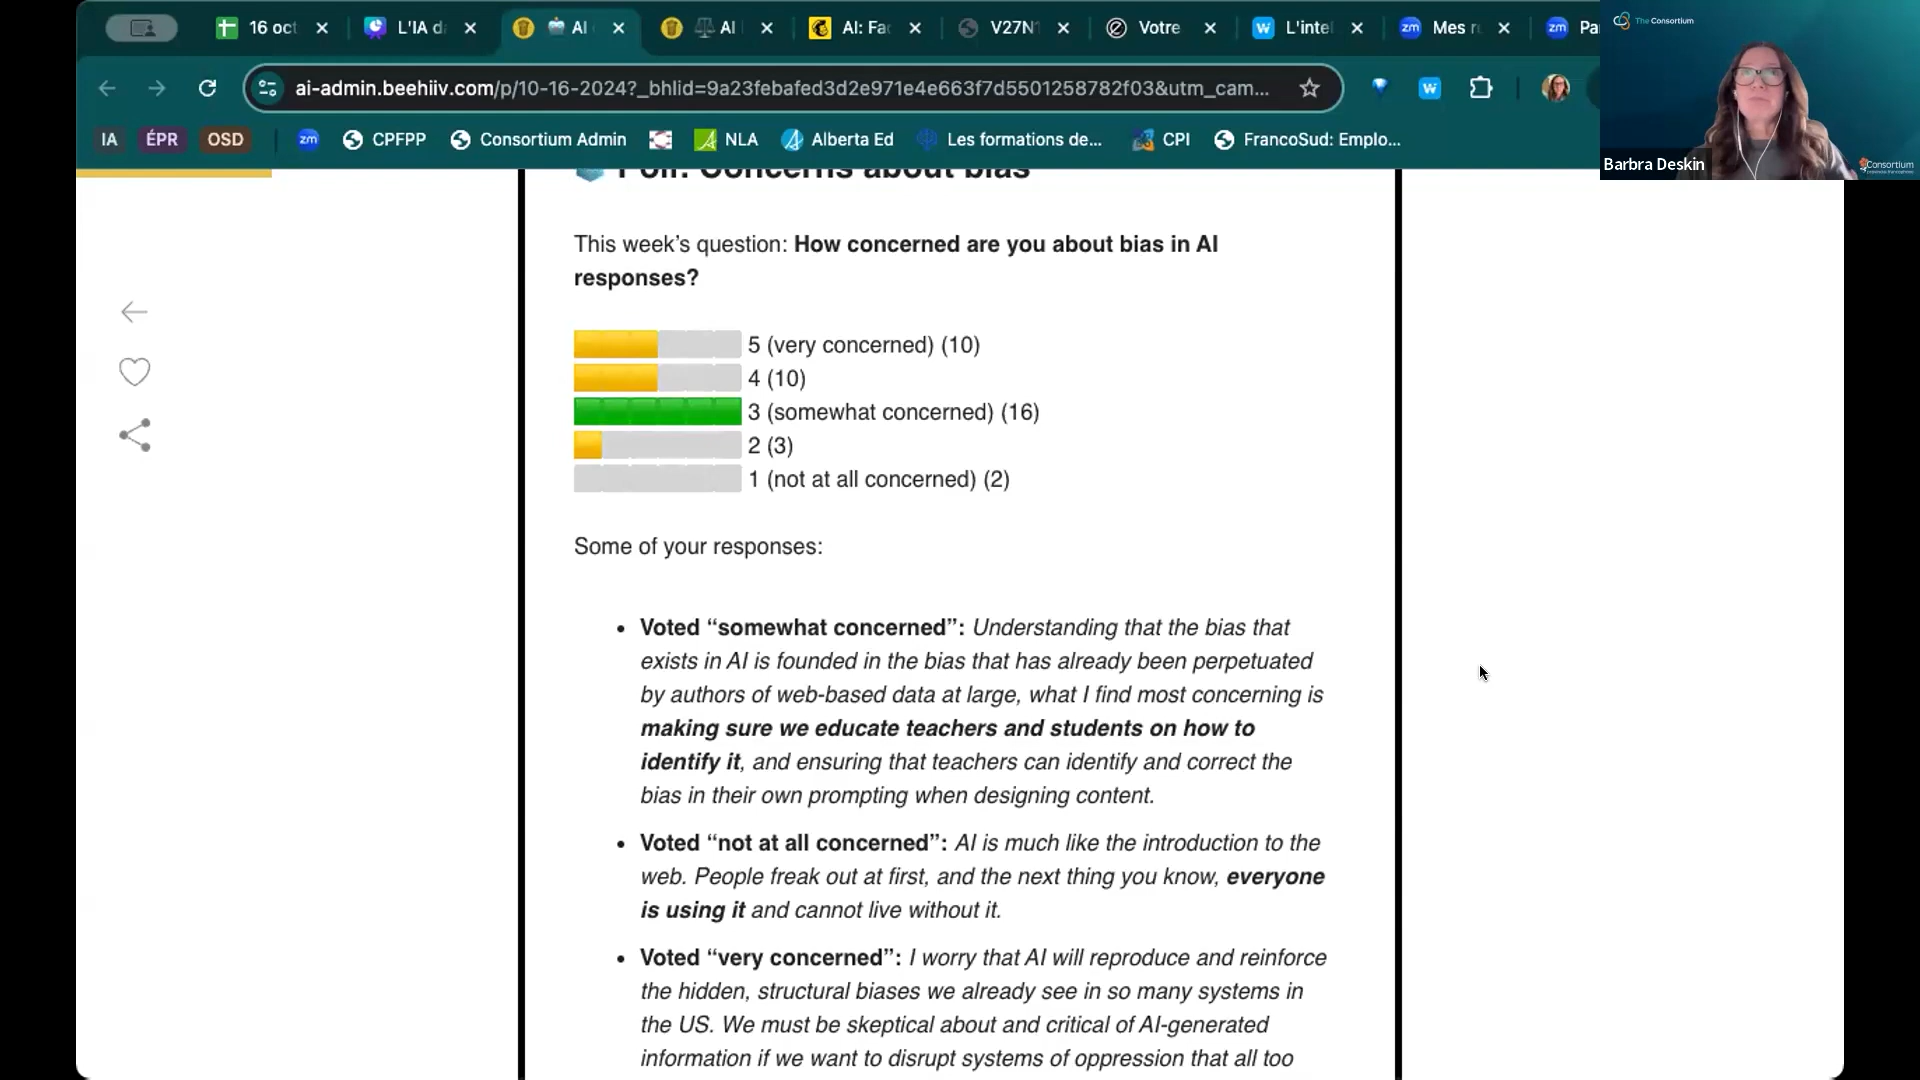 16 oct
L'IA d
AI
AI
AI: Fac
V27N
Votre
L'intel
Mes r
Pa
The Consortium
ai-admin.beehiiv.com/p/10-16-2024?_bhlid=9a23febafed3d2e971e4e663f7d5501258782f03&utm_cam...
IA
ÉPR
OSD
zm
CPFPP
Consortium Admin
NLA
Alberta Ed
Les formations de...
CPI
FrancoSud: Emplo...
Barbra Deskin
Consortium
Poll: Concerns about bias
This week's question: How concerned are you about bias in AI
responses?
5 (very concerned) (10)
4 (10)
3 (somewhat concerned) (16)
2 (3)
1 (not at all concerned) (2)
Some of your responses:
• Voted “somewhat concerned”: Understanding that the bias that
exists in AI is founded in the bias that has already been perpetuated
by authors of web-based data at large, what I find most concerning is
making sure we educate teachers and students on how to
identify it, and ensuring that teachers can identify and correct the
bias in their own prompting when designing content.
• Voted “not at all concerned”: AI is much like the introduction to the
web. People freak out at first, and the next thing you know, everyone
is using it and cannot live without it.
• Voted “very concerned”: I worry that AI will reproduce and reinforce
the hidden, structural biases we already see in so many systems in
the US. We must be skeptical about and critical of AI-generated
information if we want to disrupt systems of oppression that all too